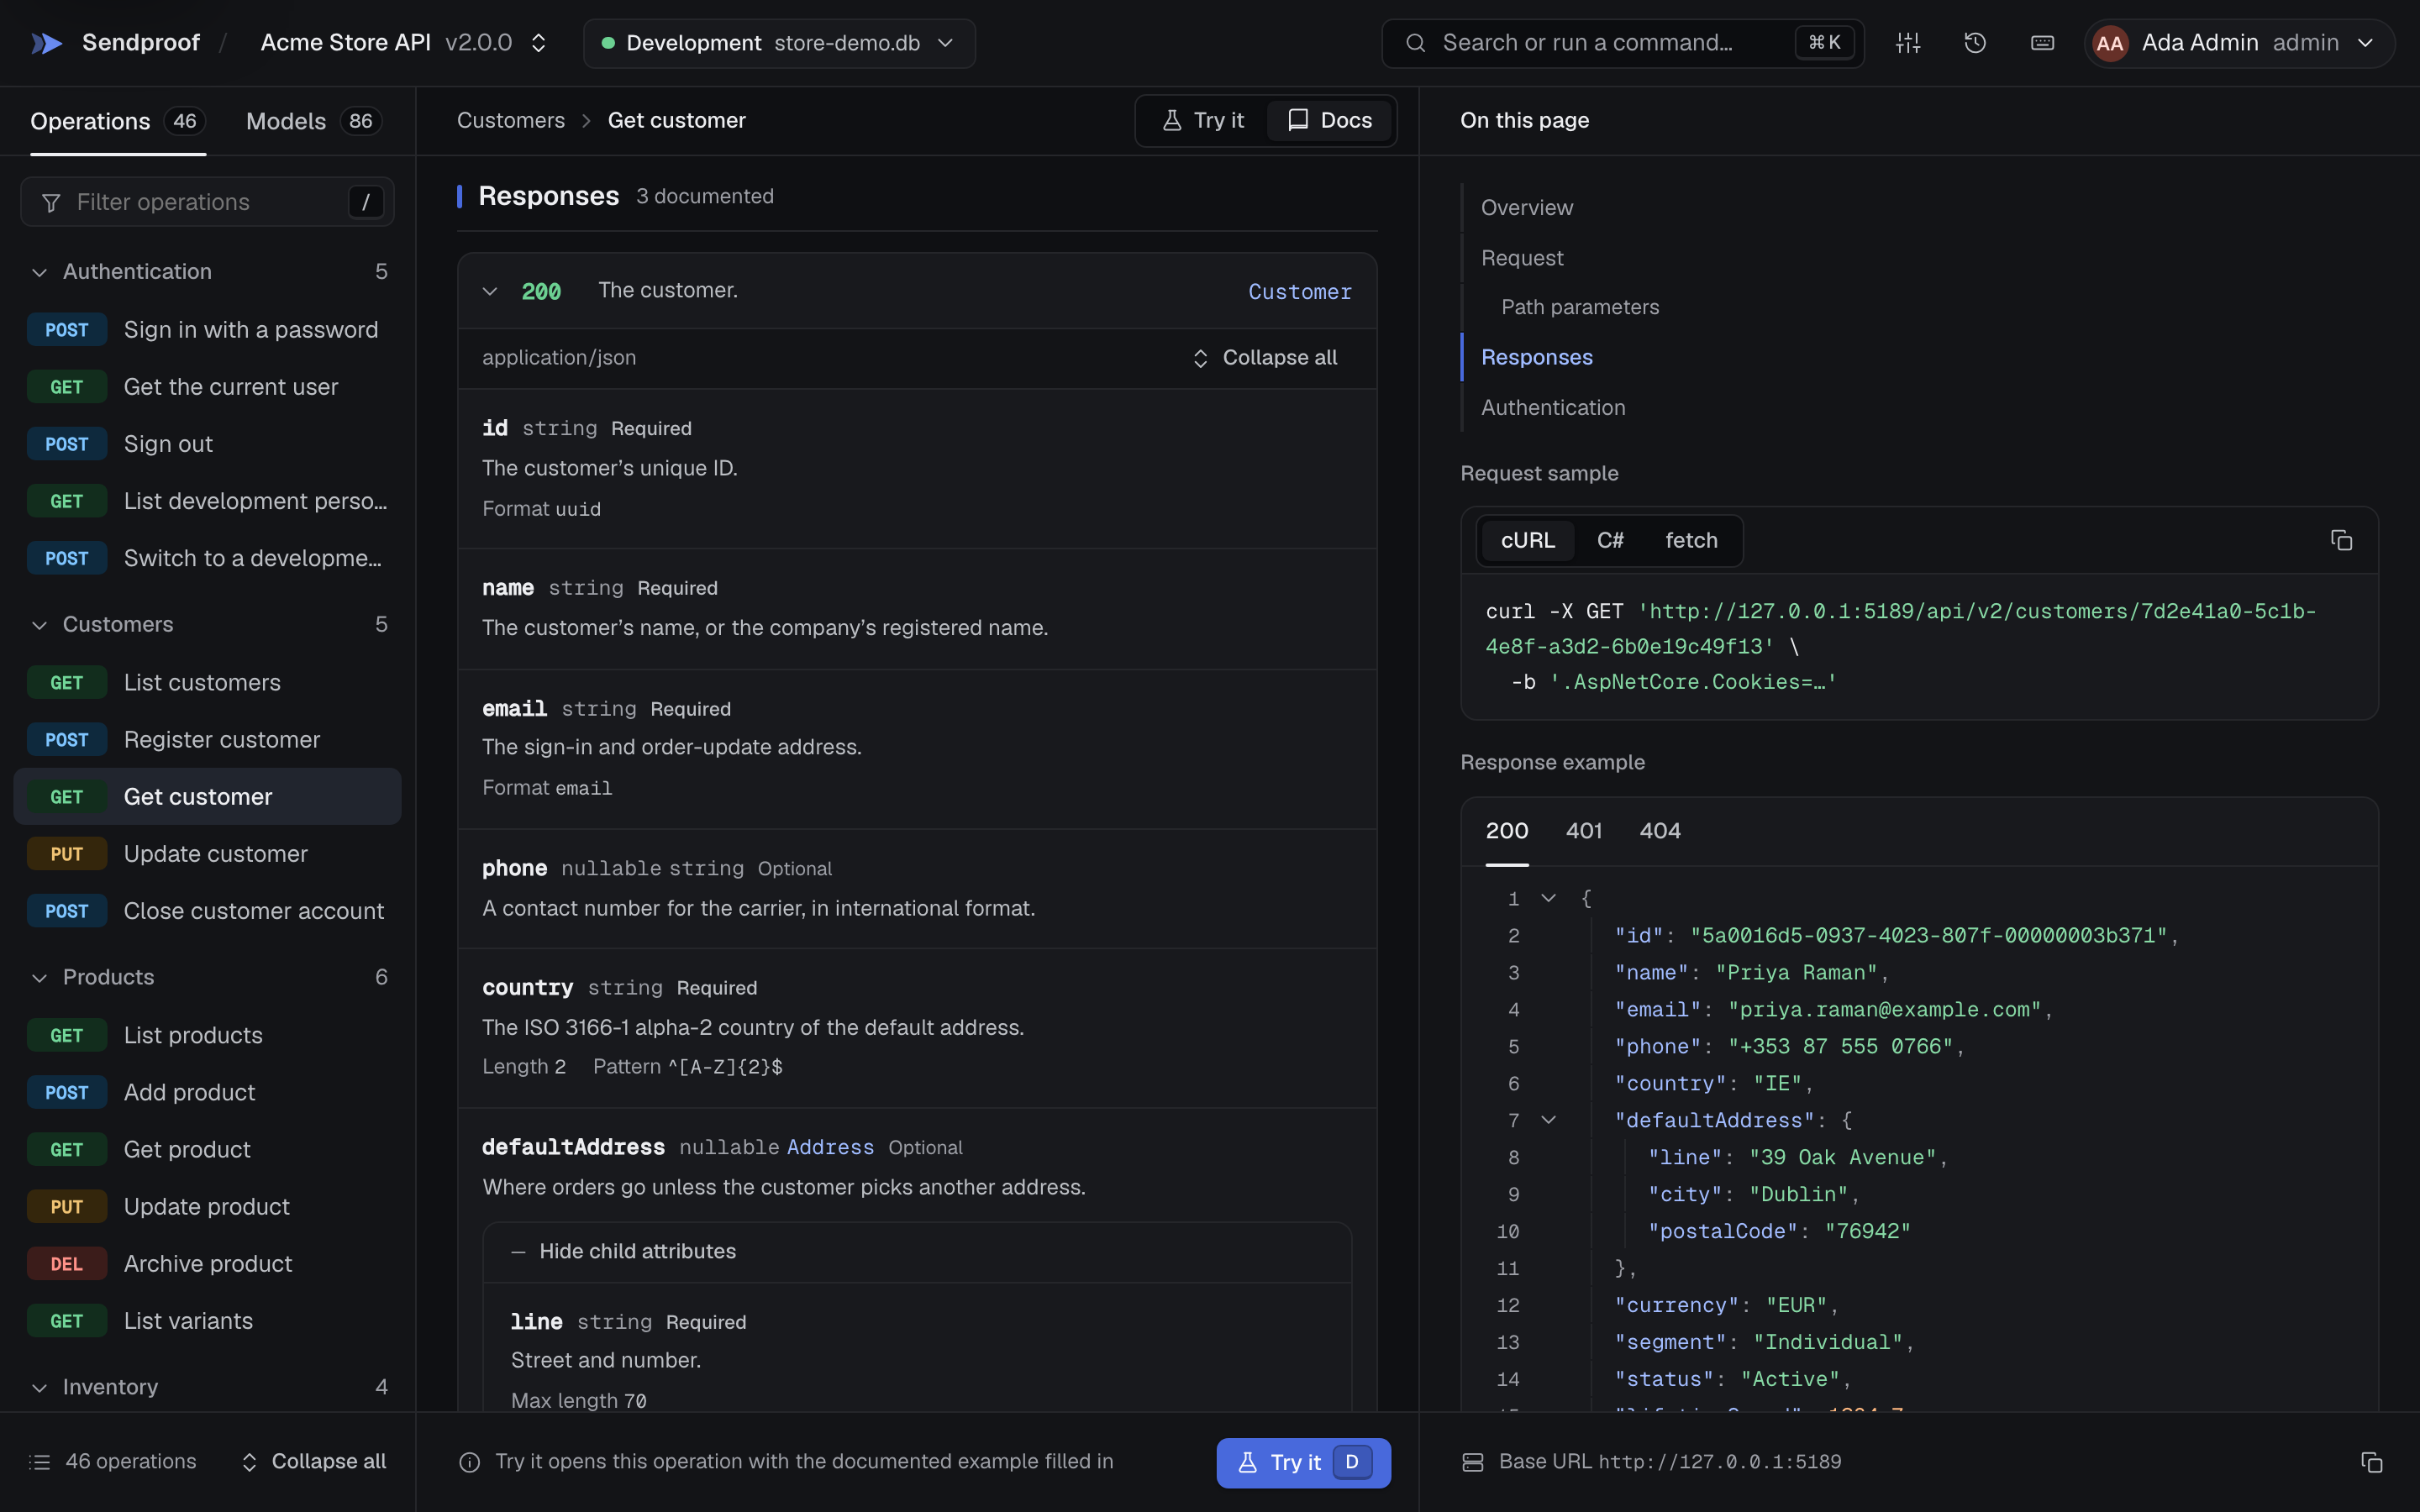 Sendproof / Acme Store API v2.0.0
Development store-demo.db
Search or run a command... ⌘K
AA Ada Admin admin
Operations 46 Models 86
Filter operations /
Authentication 5
POST Sign in with a password
GET Get the current user
POST Sign out
GET List development perso...
POST Switch to a developme...
Customers 5
GET List customers
POST Register customer
GET Get customer
PUT Update customer
POST Close customer account
Products 6
GET List products
POST Add product
GET Get product
PUT Update product
DEL Archive product
GET List variants
Inventory 4
46 operations Collapse all
Customers > Get customer
Try it Docs
Responses 3 documented
200 The customer. Customer
application/json Collapse all
id string Required
The customer’s unique ID.
Format uuid
name string Required
The customer’s name, or the company’s registered name.
email string Required
The sign-in and order-update address.
Format email
phone nullable string Optional
A contact number for the carrier, in international format.
country string Required
The ISO 3166-1 alpha-2 country of the default address.
Length 2 Pattern ^[A-Z]{2}$
defaultAddress nullable Address Optional
Where orders go unless the customer picks another address.
Hide child attributes
line string Required
Street and number.
Max length 70
Try it opens this operation with the documented example filled in
Try it D
On this page
Overview
Request
Path parameters
Responses
Authentication
Request sample
cURL C# fetch
curl -X GET 'http://127.0.0.1:5189/api/v2/customers/7d2e41a0-5c1b-
4e8f-a3d2-6b0e19c49f13' \
-b '.AspNetCore.Cookies=…'
Response example
200 401 404
1 {
2 "id": "5a0016d5-0937-4023-807f-00000003b371",
3 "name": "Priya Raman",
4 "email": "priya.raman@example.com",
5 "phone": "+353 87 555 0766",
6 "country": "IE",
7 "defaultAddress": {
8 "line": "39 Oak Avenue",
9 "city": "Dublin",
10 "postalCode": "76942"
11 },
12 "currency": "EUR",
13 "segment": "Individual",
14 "status": "Active",
Base URL http://127.0.0.1:5189